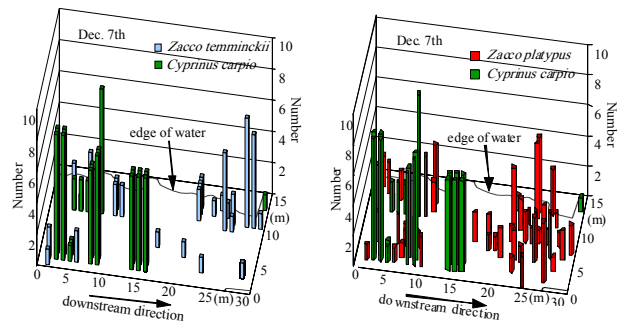 Dec. 7th
Zacco temminckii
Cyprinus carpio
edge of water
Number
10
8
6
4
2
Number
10
8
6
4
2
0
5
10
15
20
25 (m) 30
0
5
10
15
(m)
downstream direction
Dec. 7th
Zacco platypus
Cyprinus carpio
edge of water
Number
10
8
6
4
2
Number
10
8
6
4
2
0
5
10
15
20
25 (m) 30
0
5
10
15
(m)
downstream direction